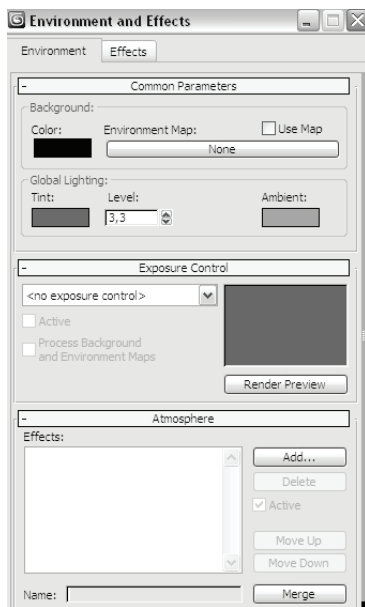 Environment and Effects
Environment Effects
- Common Parameters
Background:
Color: Environment Map: Use Map
None
Global Lighting:
Tint: Level: Ambient:
3,3
- Exposure Control
<no exposure control>
Active
Process Background
and Environment Maps
Render Preview
- Atmosphere
Effects:
Add...
Delete
Active
Move Up
Move Down
Name: Merge